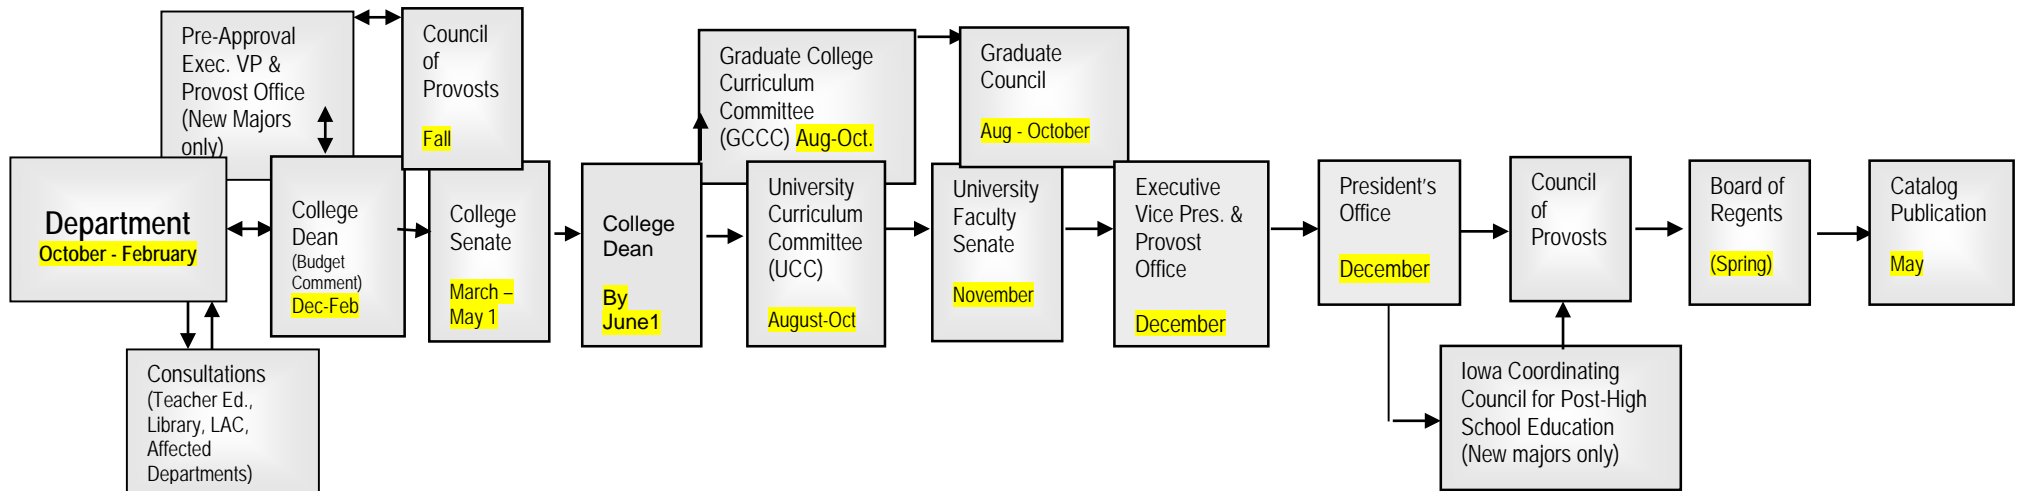 Pre-Approval
Exec. VP &
Provost Office
(New Majors
only)
Council
of
Provosts
Fall
Graduate College
Curriculum
Committee
(GCCC) Aug-Oct.
Graduate
Council
Aug - October
Department
October - February
College
Dean
(Budget
Comment)
Dec-Feb
College
Senate
March –
May 1
College
Dean
By
June1
University
Curriculum
Committee
(UCC)
August-Oct
University
Faculty
Senate
November
Executive
Vice Pres. &
Provost
Office
December
President's
Office
December
Council
of
Provosts
Board of
Regents
(Spring)
Catalog
Publication
May
Consultations
(Teacher Ed.,
Library, LAC,
Affected
Departments)
Iowa Coordinating
Council for Post-High
School Education
(New majors only)